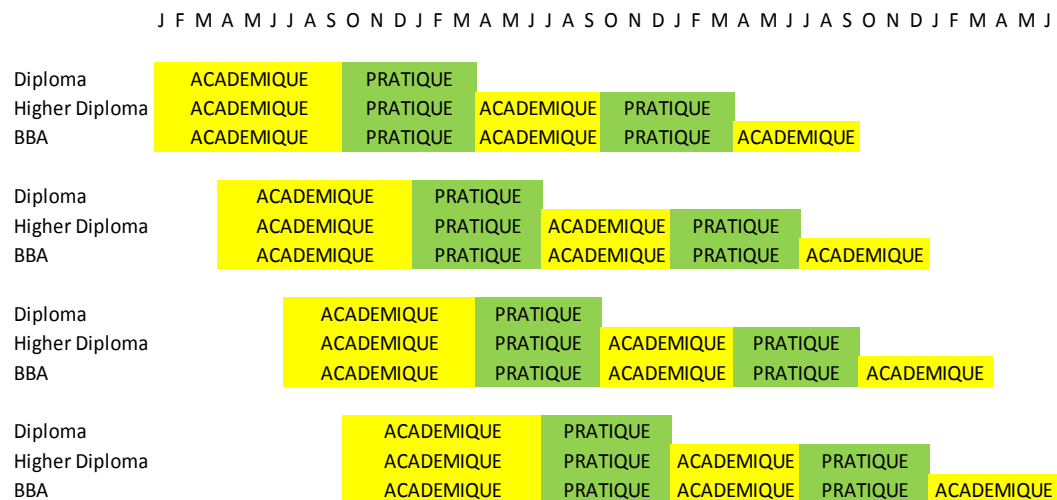 J F M A M J J A S O N D J F M A M J J A S O N D J F M A M J J A S O N D J F M A M J
Diploma ACADEMIQUE PRATIQUE
Higher Diploma ACADEMIQUE PRATIQUE ACADEMIQUE PRATIQUE
BBA ACADEMIQUE PRATIQUE ACADEMIQUE PRATIQUE ACADEMIQUE
Diploma ACADEMIQUE PRATIQUE
Higher Diploma ACADEMIQUE PRATIQUE ACADEMIQUE PRATIQUE
BBA ACADEMIQUE PRATIQUE ACADEMIQUE PRATIQUE ACADEMIQUE
Diploma ACADEMIQUE PRATIQUE
Higher Diploma ACADEMIQUE PRATIQUE ACADEMIQUE PRATIQUE
BBA ACADEMIQUE PRATIQUE ACADEMIQUE PRATIQUE ACADEMIQUE
Diploma ACADEMIQUE PRATIQUE
Higher Diploma ACADEMIQUE PRATIQUE ACADEMIQUE PRATIQUE
BBA ACADEMIQUE PRATIQUE ACADEMIQUE PRATIQUE ACADEMIQUE